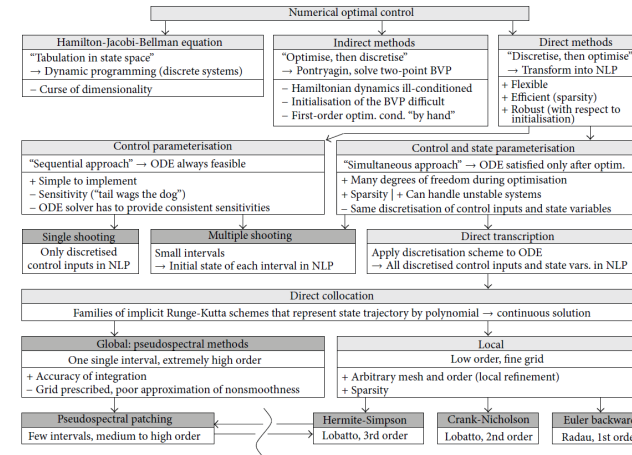 Numerical optimal control
Hamilton-Jacobi-Bellman equation
“Tabulation in state space”
→ Dynamic programming (discrete systems)
− Curse of dimensionality
Indirect methods
“Optimise, then discretise”
→ Pontryagin, solve two-point BVP
− Hamiltonian dynamics ill-conditioned
− Initialisation of the BVP difficult
− First-order optim. cond. “by hand”
Direct methods
“Discretise, then optimise”
→ Transform into NLP
+ Flexible
+ Efficient (sparsity)
+ Robust (with respect to
initialisation)
Control parameterisation
“Sequential approach” → ODE always feasible
+ Simple to implement
− Sensitivity (“tail wags the dog”)
− ODE solver has to provide consistent sensitivities
Control and state parameterisation
“Simultaneous approach” → ODE satisfied only after optim.
+ Many degrees of freedom during optimisation
+ Sparsity | + Can handle unstable systems
− Same discretisation of control inputs and state variables
Single shooting
Only discretised
control inputs in NLP
Multiple shooting
Small intervals
→ Initial state of each interval in NLP
Direct transcription
Apply discretisation scheme to ODE
→ All discretised control inputs and state vars. in NLP
Direct collocation
Families of implicit Runge-Kutta schemes that represent state trajectory by polynomial → continuous solution
Global: pseudospectral methods
One single interval, extremely high order
+ Accuracy of integration
− Grid prescribed, poor approximation of nonsmoothness
Local
Low order, fine grid
+ Arbitrary mesh and order (local refinement)
+ Sparsity
Pseudospectral patching
Few intervals, medium to high order
Hermite-Simpson
Lobatto, 3rd order
Crank-Nicholson
Lobatto, 2nd order
Euler backward
Radau, 1st orde